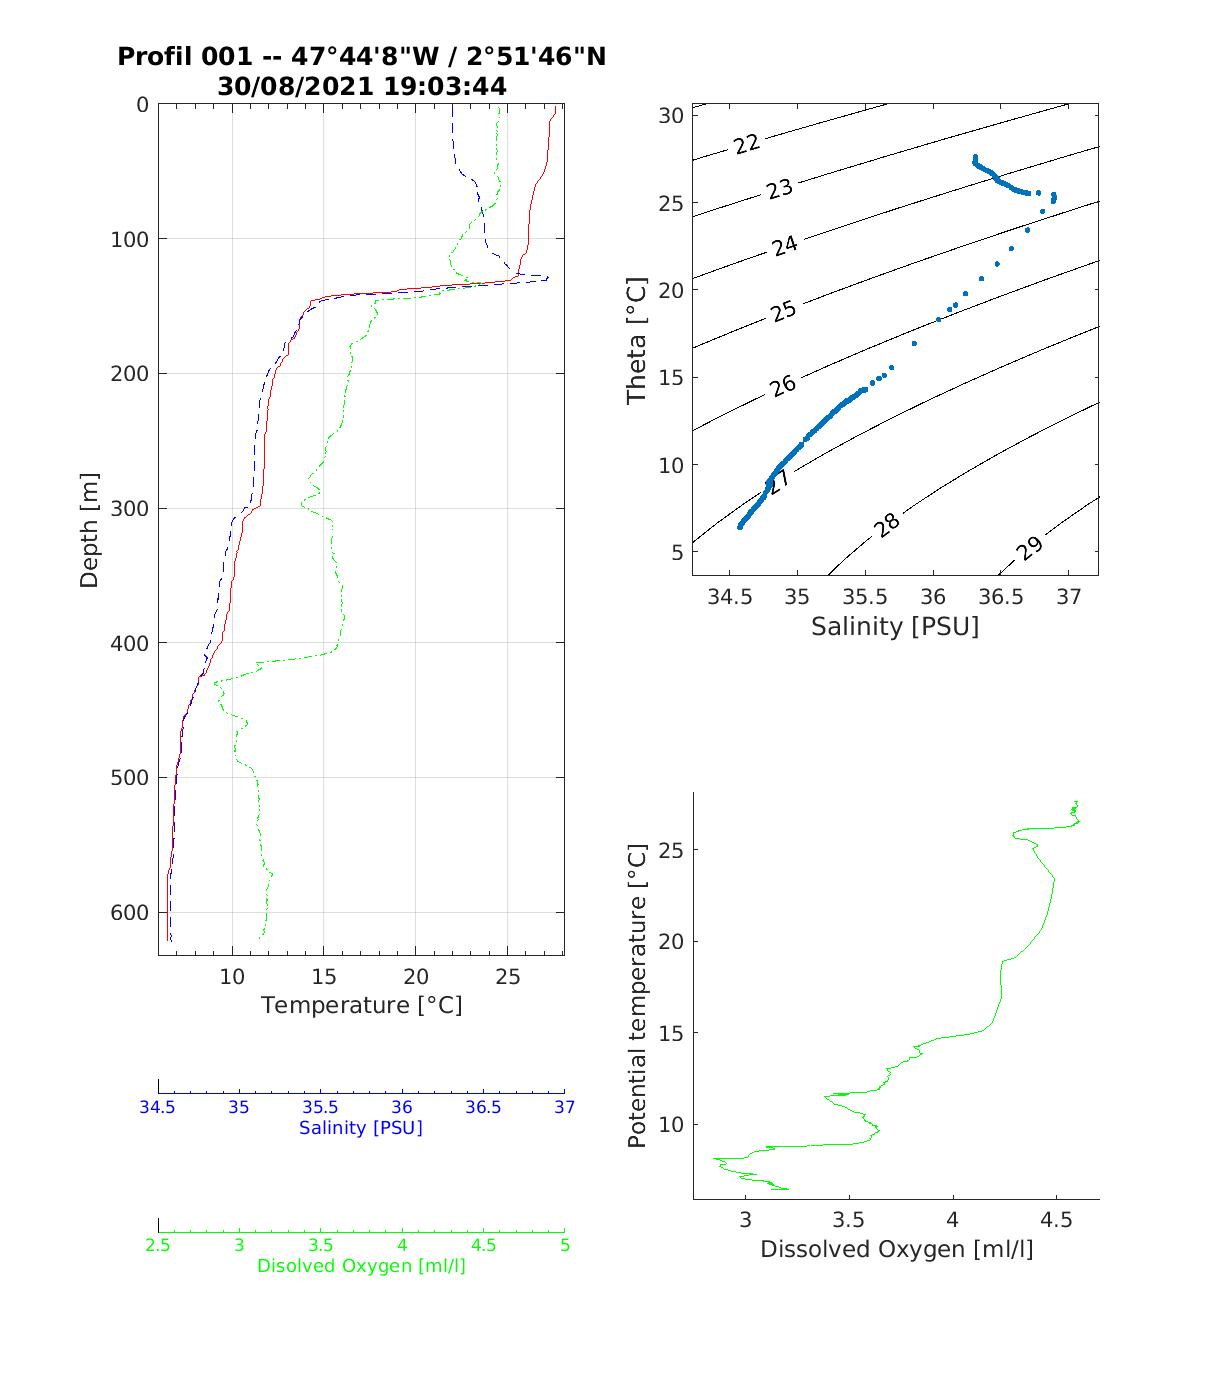 Profil 001 -- 47°44'8"W / 2°51'46"N
30/08/2021 19:03:44
0
100
200
300
400
500
600
Depth [m]
10 15 20 25
Temperature [°C]
34.5 35 35.5 36 36.5 37
Salinity [PSU]
2.5 3 3.5 4 4.5 5
Disolved Oxygen [ml/l]
30
25
20
15
10
5
Theta [°C]
22
23
24
25
26
27
28
29
34.5 35 35.5 36 36.5 37
Salinity [PSU]
25
20
15
10
Potential temperature [°C]
3 3.5 4 4.5
Dissolved Oxygen [ml/l]